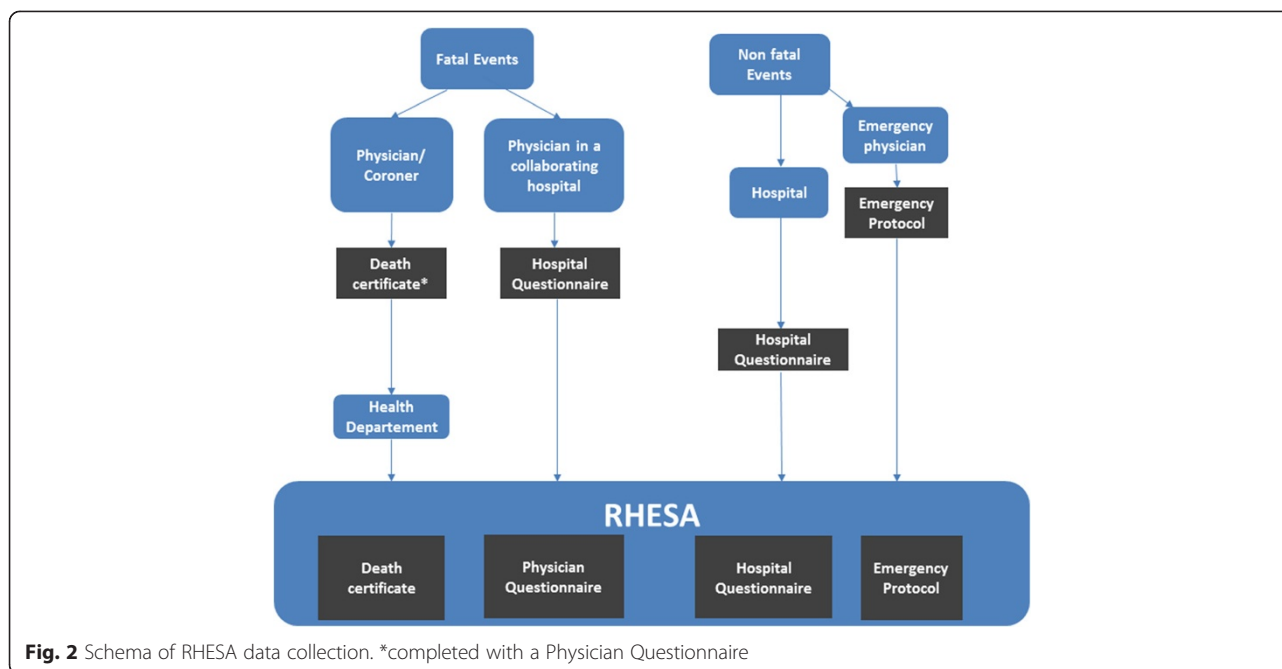 Fatal Events
Non fatal
Events
Physician/
Coroner
Physician in a
collaborating
hospital
Emergency
physician
Hospital
Emergency
Protocol
Death
certificate*
Hospital
Questionnaire
Hospital
Questionnaire
Health
Departement
RHESA
Death
certificate
Physician
Questionnaire
Hospital
Questionnaire
Emergency
Protocol
Fig. 2 Schema of RHESA data collection. *completed with a Physician Questionnaire